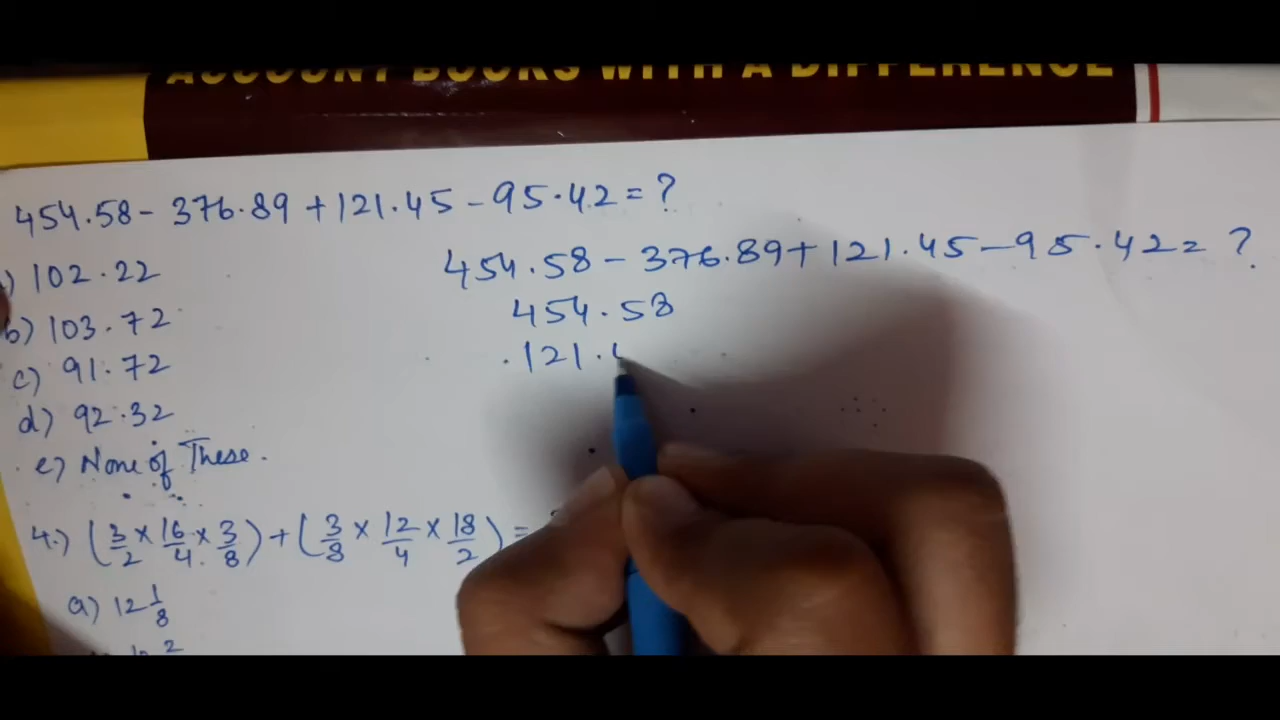 ACCOUNT BOOKS WITH A DIFFERENCE
454.58 - 376.89 + 121.45 - 95.42 = ?
) 102.22
b) 103.72
c) 91.72
d) 92.32
e) None of These.
454.58 - 376.89 + 121.45 - 95.42 = ?
454.58
121.4
4.) (3/2 × 16/4 × 3/8) + (3/8 × 12/4 × 18/2) =
a) 12 1/8